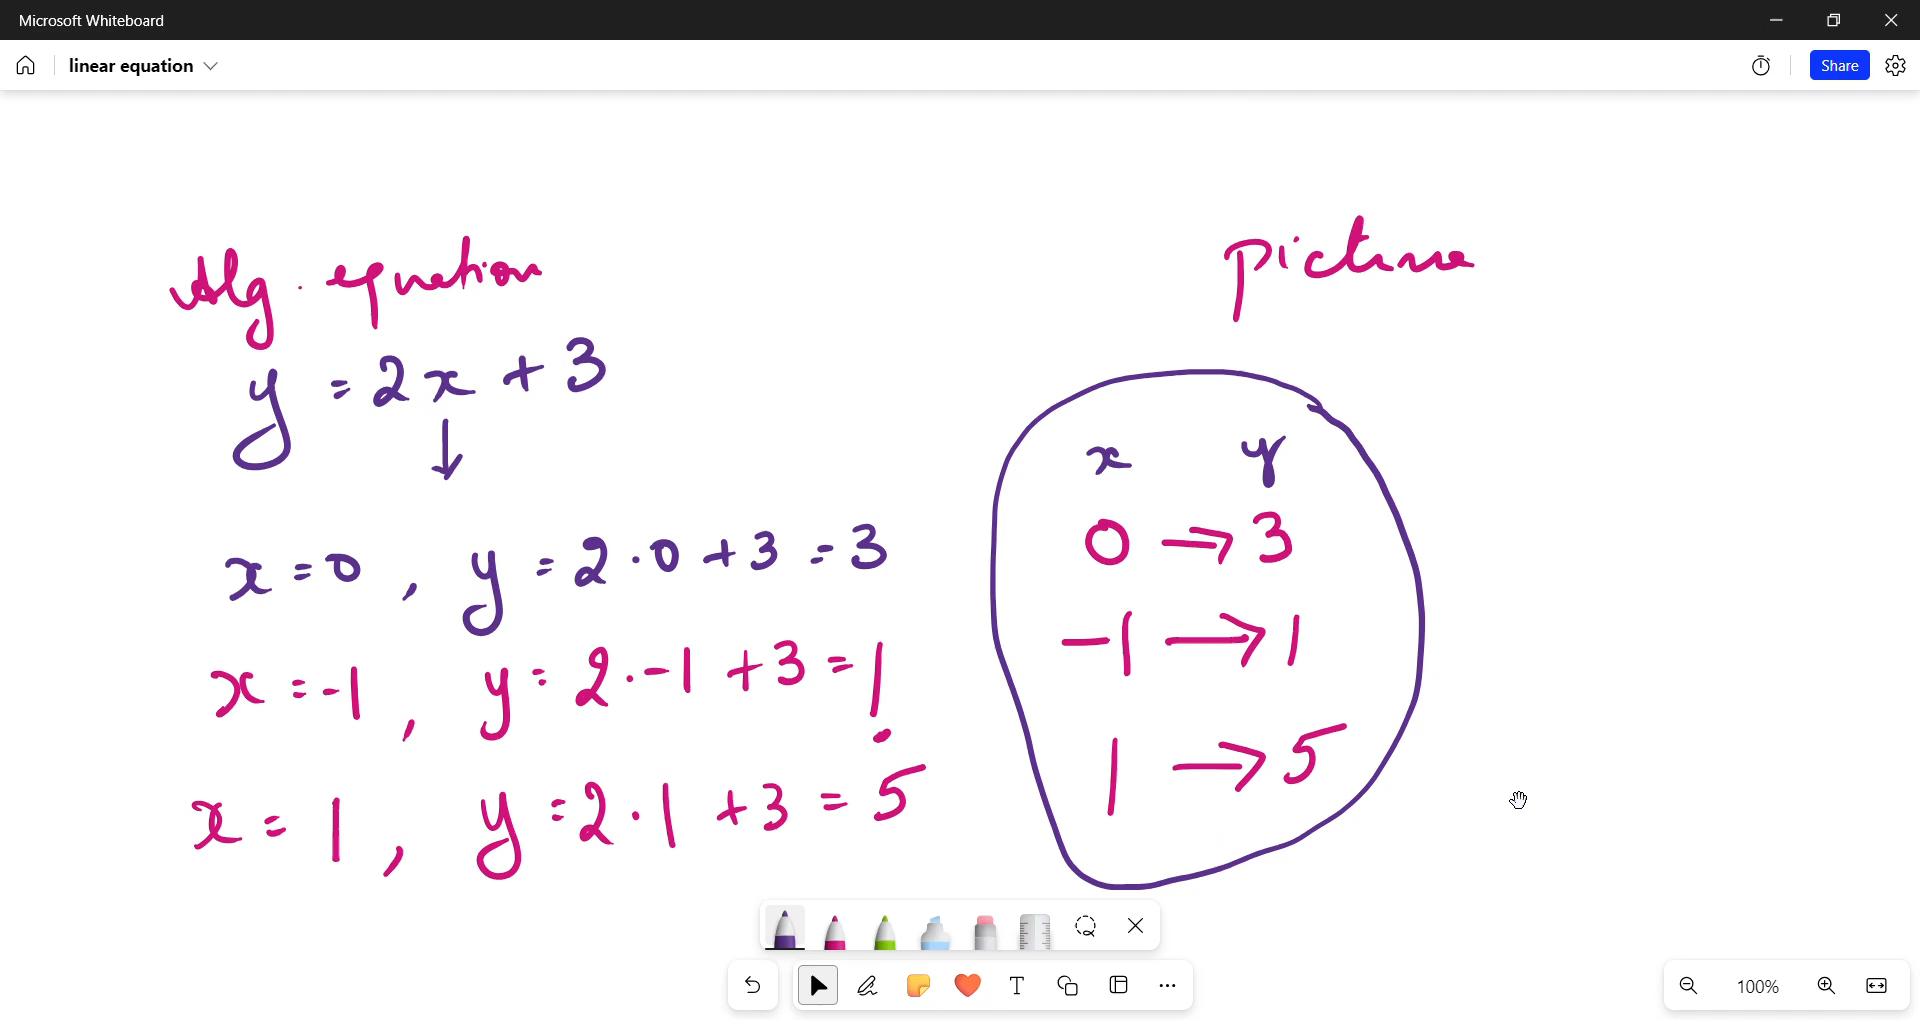 Microsoft Whiteboard
linear equation
Share
Alg. equation
y = 2x + 3
↓
x = 0 , y = 2 · 0 + 3 = 3
x = -1 , y = 2 · -1 + 3 = 1
x = 1 , y = 2 · 1 + 3 = 5
picture
x y
0 → 3
-1 → 1
1 → 5
100%